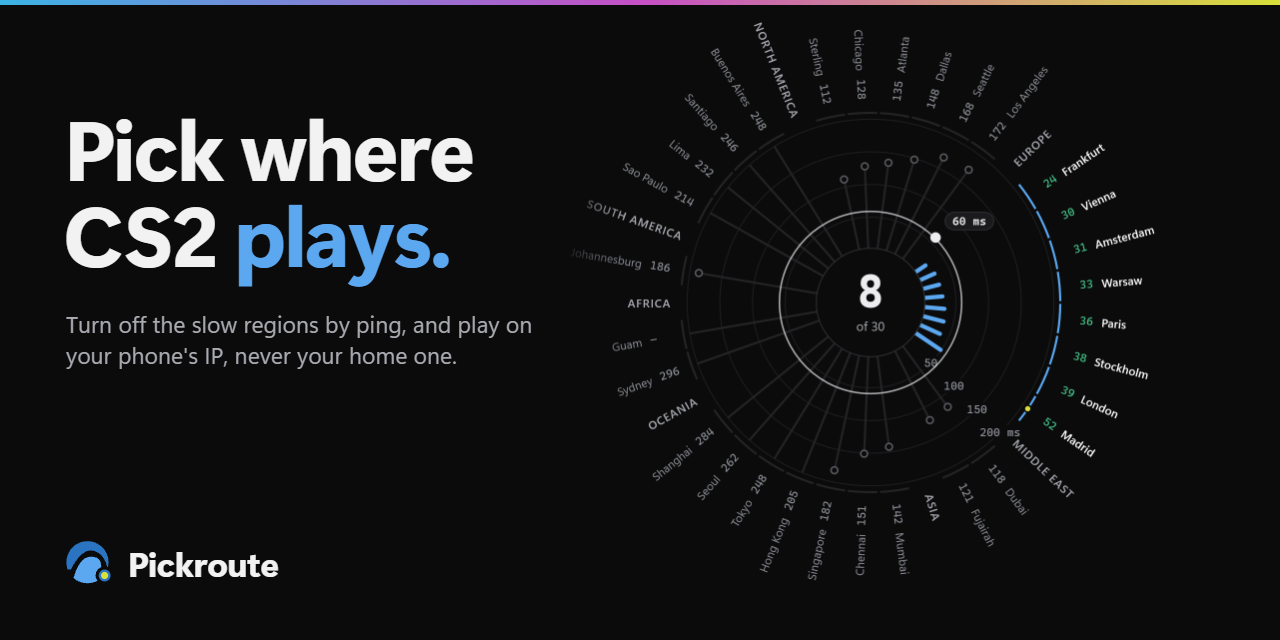 Pick where
CS2 plays.
Turn off the slow regions by ping, and play on
your phone's IP, never your home one.
Pickroute
8
of 30
60 ms
50
100
150
200 ms
NORTH AMERICA
Sterling 112
Chicago 128
135 Atlanta
148 Dallas
168 Seattle
172 Los Angeles
EUROPE
24 Frankfurt
30 Vienna
31 Amsterdam
33 Warsaw
36 Paris
38 Stockholm
39 London
52 Madrid
MIDDLE EAST
118 Dubai
121 Fujairah
ASIA
142 Mumbai
Chennai 151
Singapore 182
Hong Kong 205
Tokyo 248
Seoul 262
Shanghai 284
OCEANIA
Sydney 296
Guam –
AFRICA
Johannesburg 186
SOUTH AMERICA
Sao Paulo 214
Lima 232
Santiago 246
Buenos Aires 248